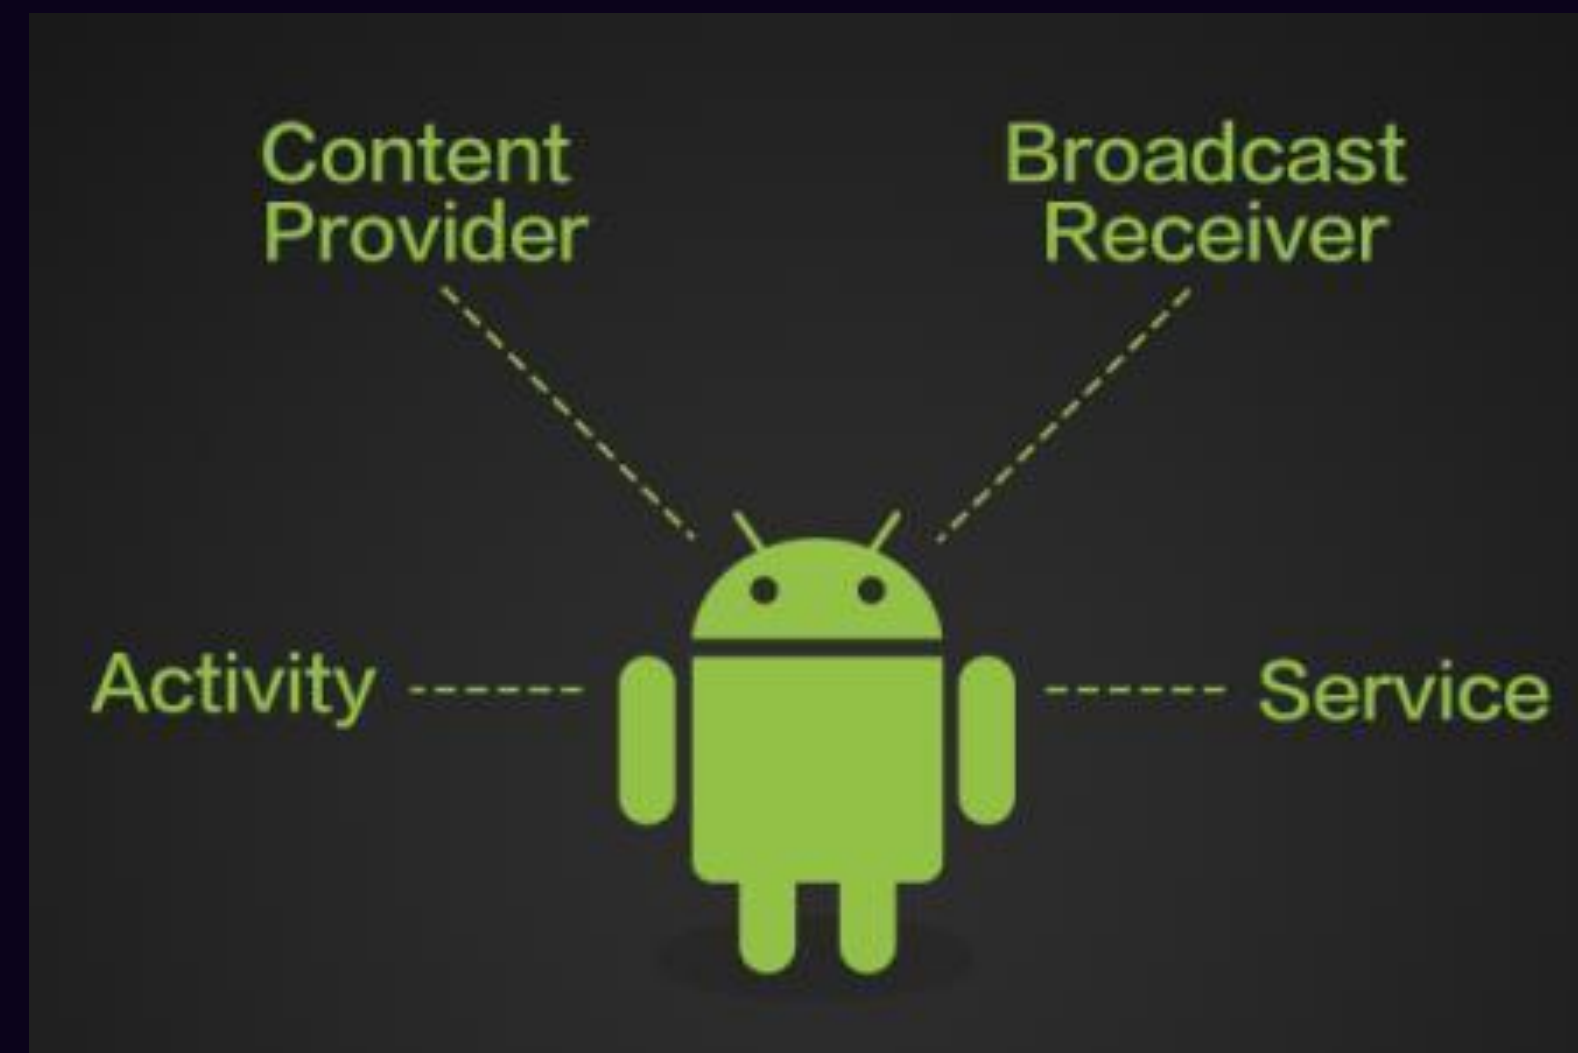 Content
Provider
Broadcast
Receiver
Activity
Service